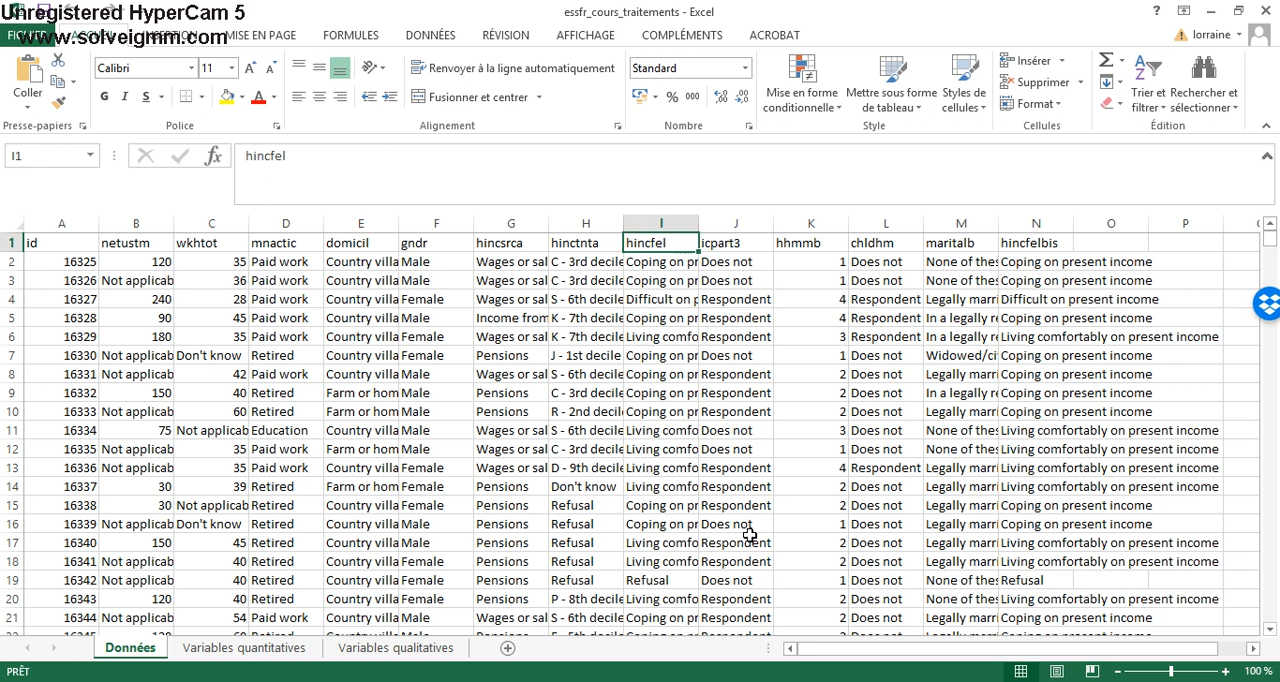 Unregistered HyperCam 5
www.solveigmm.com
essfr_cours_traitements - Excel
MISE EN PAGE FORMULES DONNÉES RÉVISION AFFICHAGE COMPLÉMENTS ACROBAT lorraine
Calibri 11 Renvoyer à la ligne automatiquement Standard Insérer
Coller G I S Fusionner et centrer % 000 Mise en forme conditionnelle Mettre sous forme de tableau Styles de cellules Supprimer Format Trier et filtrer Rechercher et sélectionner
Presse-papiers Police Alignement Nombre Style Cellules Édition
I1 fx hincfel
A B C D E F G H I J K L M N O P
1 id netustm wkhtot mnactic domicil gndr hincsrca hinctnta hincfel icpart3 hhmmb chldhm maritalb hincfelbis
2 16325 120 35 Paid work Country villa Male Wages or sal C - 3rd decile Coping on pr Does not 1 Does not None of thes Coping on present income
3 16326 Not applicab 36 Paid work Country villa Male Wages or sal C - 3rd decile Coping on pr Does not 1 Does not None of thes Coping on present income
4 16327 240 28 Paid work Country villa Female Wages or sal S - 6th decile Difficult on p Respondent 4 Respondent Legally marri Difficult on present income
5 16328 90 45 Paid work Country villa Male Income from K - 7th decile Coping on pr Respondent 4 Respondent In a legally re Coping on present income
6 16329 180 35 Paid work Country villa Female Wages or sal K - 7th decile Living comfo Respondent 3 Respondent Legally marri Living comfortably on present income
7 16330 Not applicab Don't know Retired Country villa Female Pensions J - 1st decile Coping on pr Does not 1 Does not Widowed/ci Coping on present income
8 16331 Not applicab 42 Paid work Country villa Male Wages or sal S - 6th decile Coping on pr Respondent 2 Does not Legally marri Coping on present income
9 16332 150 40 Retired Farm or hom Male Pensions C - 3rd decile Coping on pr Respondent 2 Does not In a legally re Coping on present income
10 16333 Not applicab 60 Retired Farm or hom Male Pensions R - 2nd decil Coping on pr Respondent 2 Does not Legally marri Coping on present income
11 16334 75 Not applicab Education Country villa Male Wages or sal S - 6th decile Living comfo Does not 3 Does not None of thes Living comfortably on present income
12 16335 Not applicab 35 Paid work Farm or hom Male Wages or sal C - 3rd decile Living comfo Does not 1 Does not None of thes Living comfortably on present income
13 16336 Not applicab 35 Paid work Country villa Female Wages or sal D - 9th decile Living comfo Respondent 4 Respondent Legally marri Living comfortably on present income
14 16337 30 39 Paid work Farm or hom Female Pensions Don't know Living comfo Respondent 2 Does not Legally marri Living comfortably on present income
15 16338 30 Not applicab Retired Country villa Female Pensions Refusal Coping on pr Respondent 2 Does not Legally marri Coping on present income
16 16339 Not applicab Don't know Retired Country villa Male Pensions Refusal Coping on pr Does not 1 Does not None of thes Coping on present income
17 16340 150 45 Retired Country villa Male Pensions Refusal Living comfo Respondent 2 Does not Legally marri Living comfortably on present income
18 16341 Not applicab 40 Retired Country villa Female Pensions Refusal Living comfo Respondent 2 Does not Legally marri Living comfortably on present income
19 16342 Not applicab 40 Retired Country villa Female Pensions Refusal Refusal Does not 1 Does not None of thes Refusal
20 16343 120 40 Retired Country villa Female Pensions P - 8th decile Living comfo Respondent 2 Does not None of thes Living comfortably on present income
21 16344 Not applicab 54 Paid work Country villa Male Wages or sal S - 6th decile Coping on pr Respondent 2 Does not Legally marri Coping on present income
Données Variables quantitatives Variables qualitatives
PRÊT 100 %